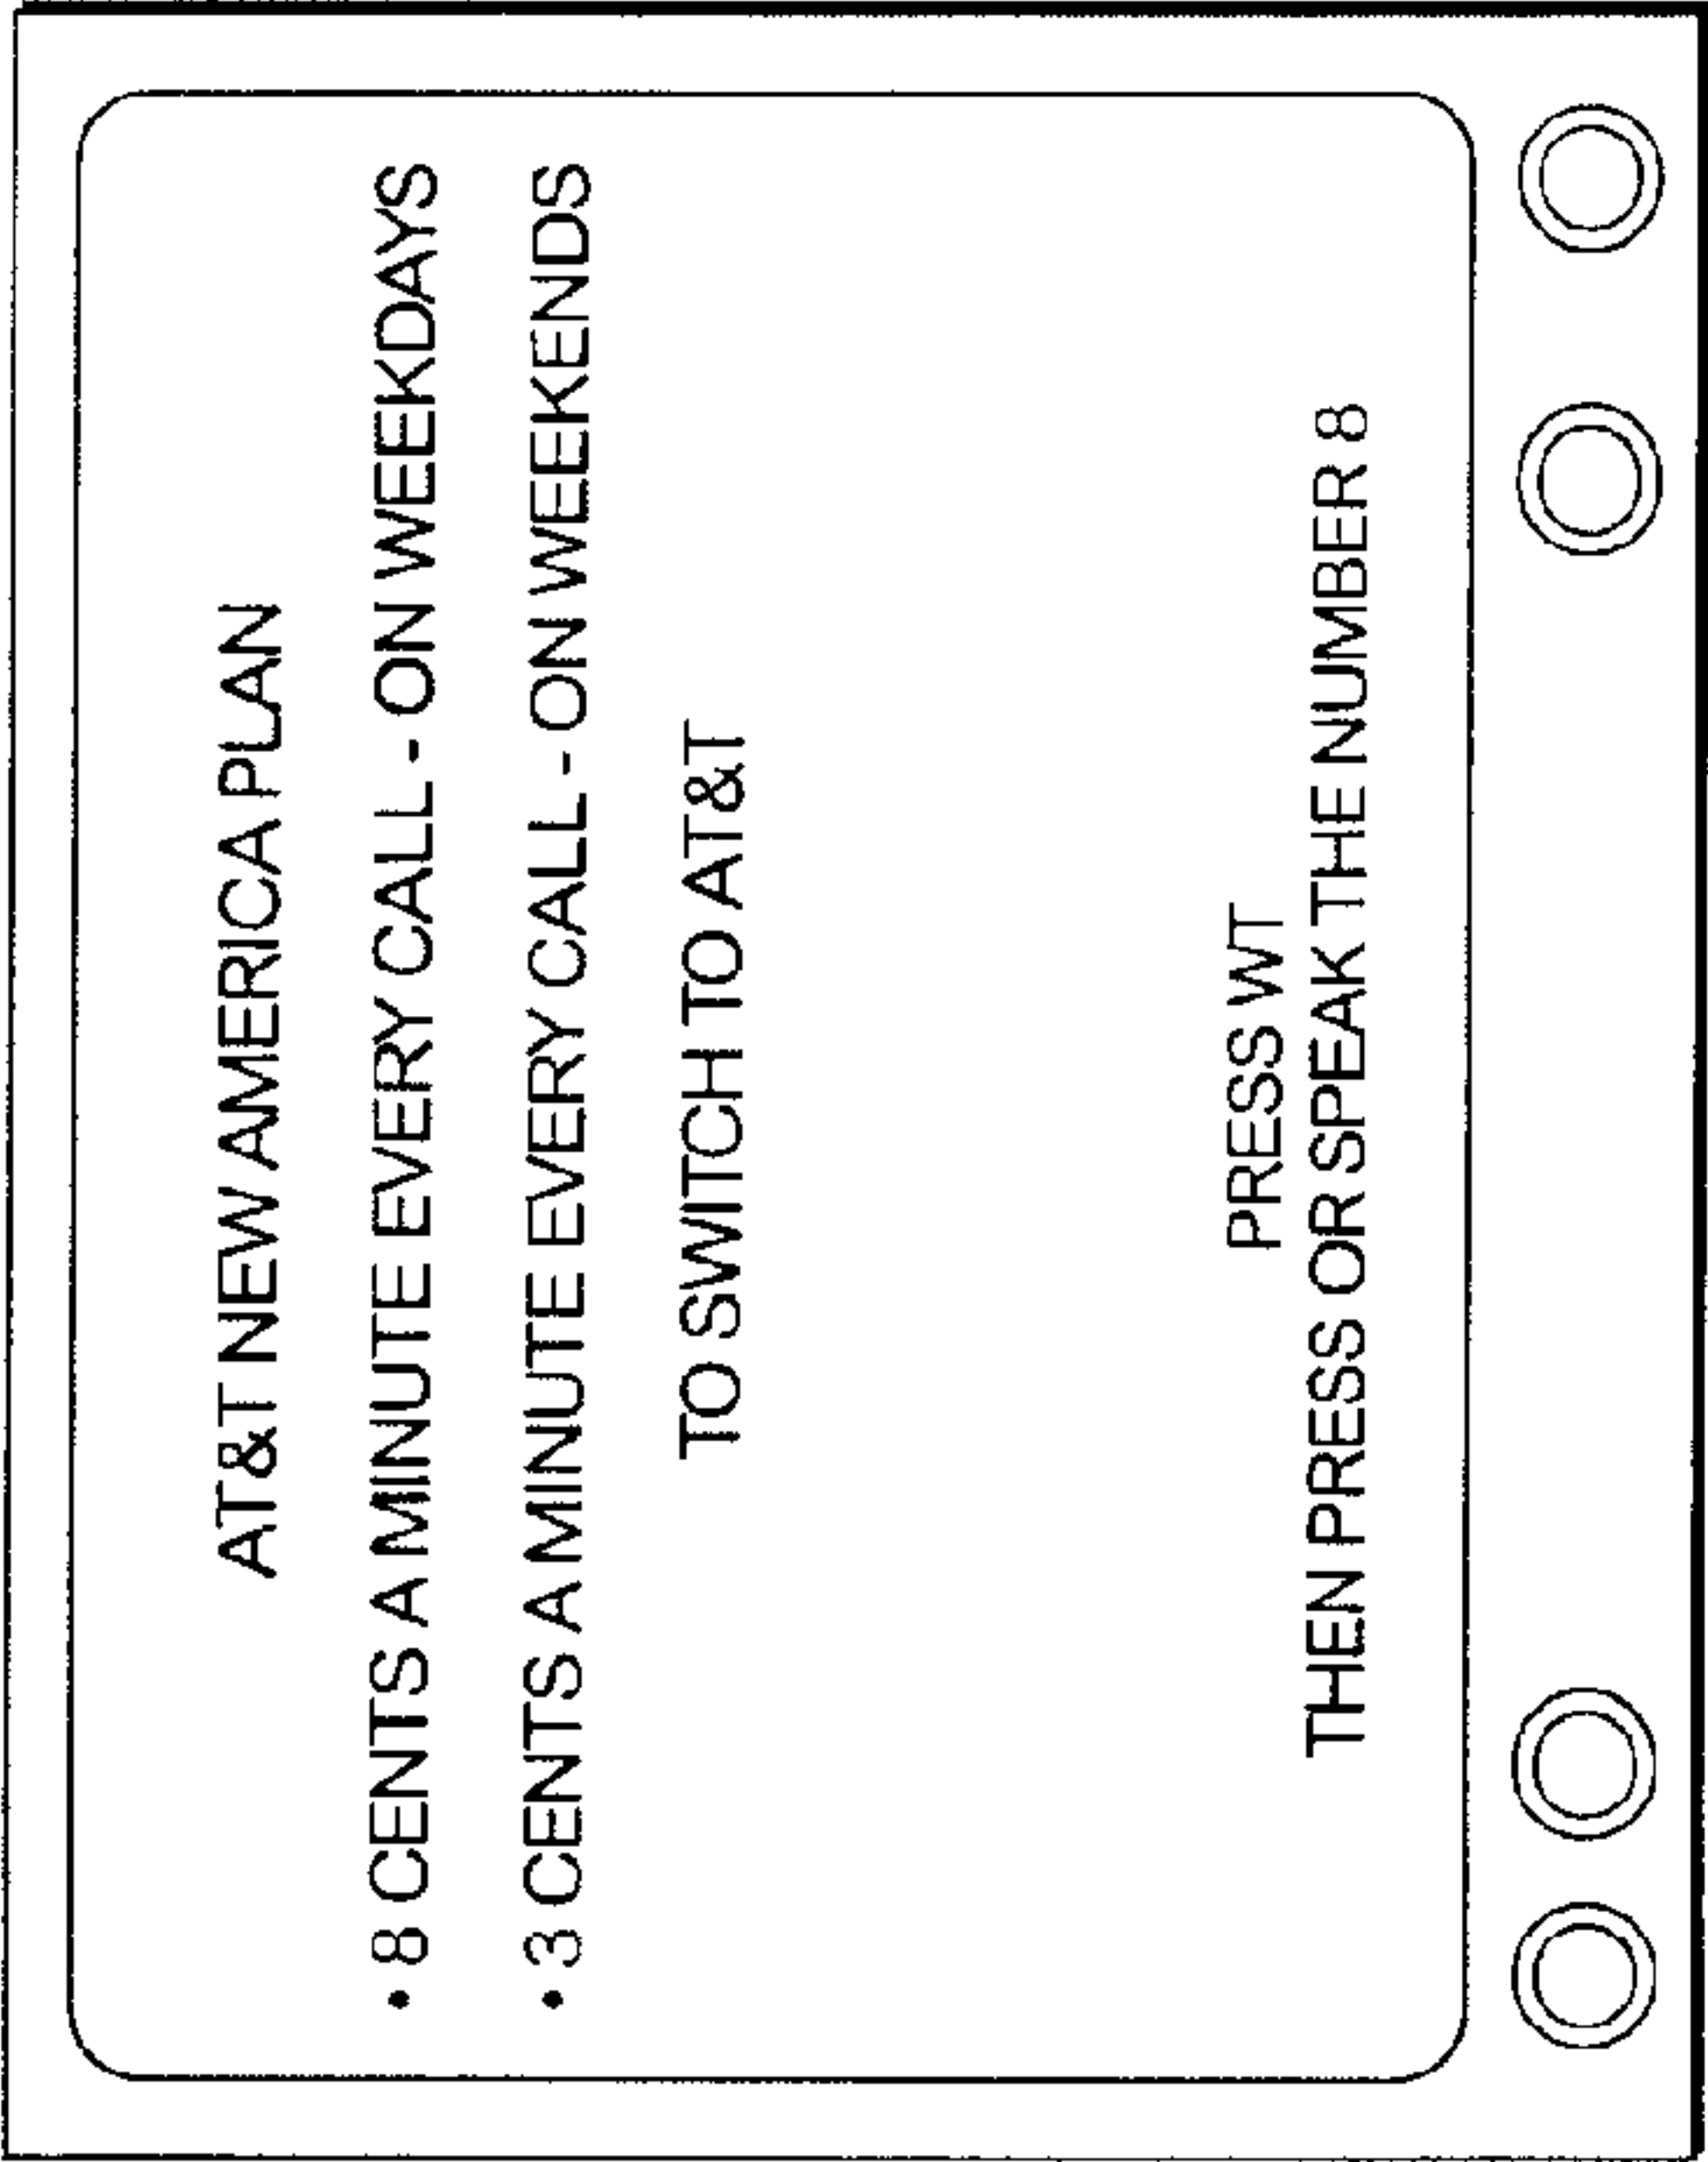 AT&T NEW AMERICA PLAN
• 8 CENTS A MINUTE EVERY CALL - ON WEEKDAYS
• 3 CENTS A MINUTE EVERY CALL - ON WEEKENDS
TO SWITCH TO AT&T
PRESS WT
THEN PRESS OR SPEAK THE NUMBER 8